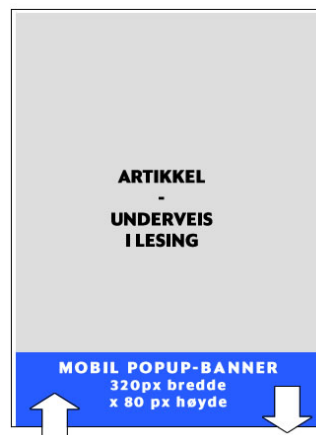 ARTIKKEL
-
UNDERVEIS
I LESING
MOBIL POPUP-BANNER
320px bredde
x 80 px høyde